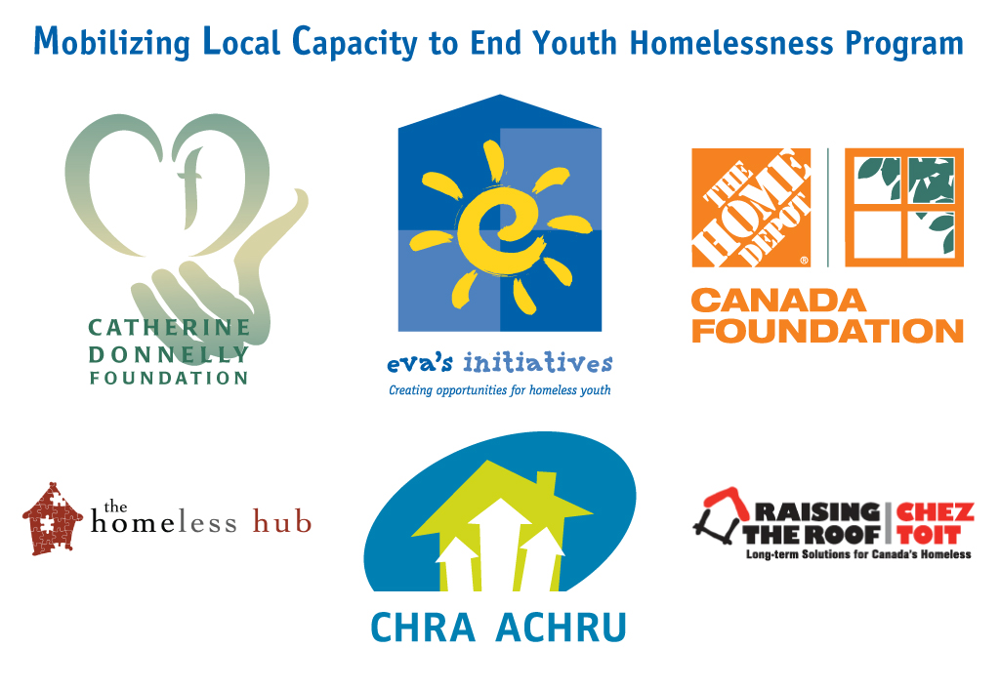 Mobilizing Local Capacity to End Youth Homelessness Program
CATHERINE
DONNELLY
FOUNDATION
eva's initiatives
Creating opportunities for homeless youth
THE
HOME
DEPOT
®
CANADA
FOUNDATION
the
homeless hub
CHRA ACHRU
RAISING
THE ROOF
CHEZ
TOIT
Long-term Solutions for Canada's Homeless